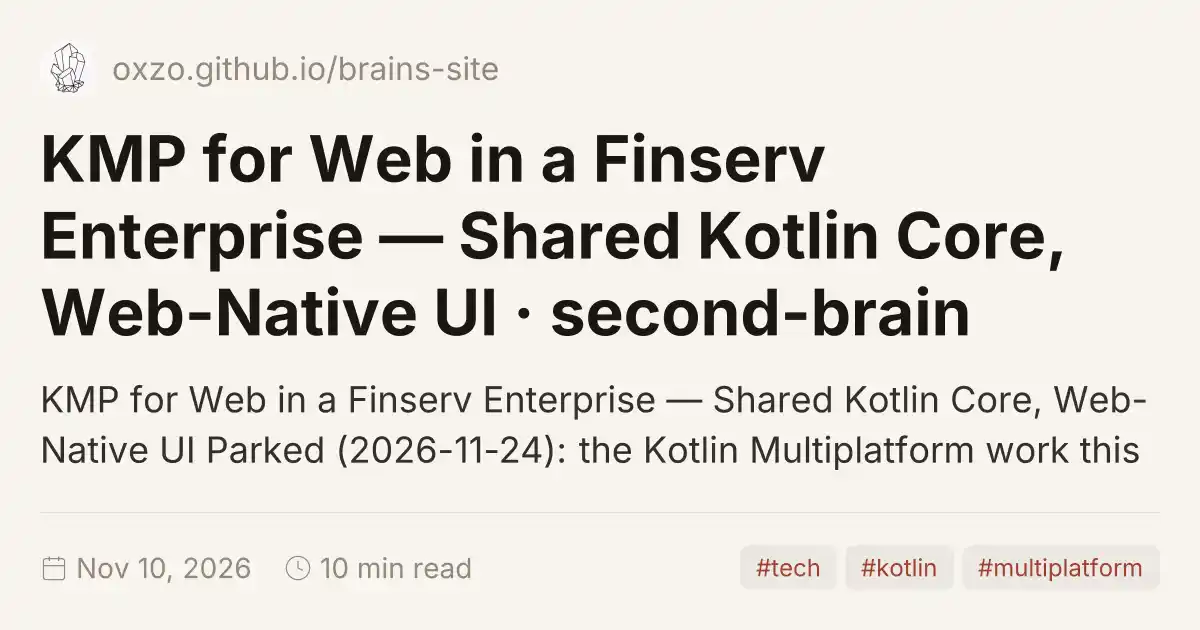 oxzo.github.io/brains-site
KMP for Web in a Finserv
Enterprise — Shared Kotlin Core,
Web-Native UI · second-brain
KMP for Web in a Finserv Enterprise — Shared Kotlin Core, Web-
Native UI Parked (2026-11-24): the Kotlin Multiplatform work this
Nov 10, 2026 10 min read #tech #kotlin #multiplatform